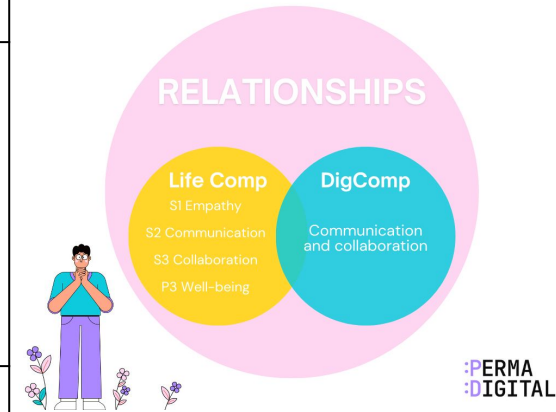 RELATIONSHIPS
Life Comp
S1 Empathy
S2 Communication
S3 Collaboration
P3 Well-being
DigComp
Communication
and collaboration
:PERMA
:DIGITAL